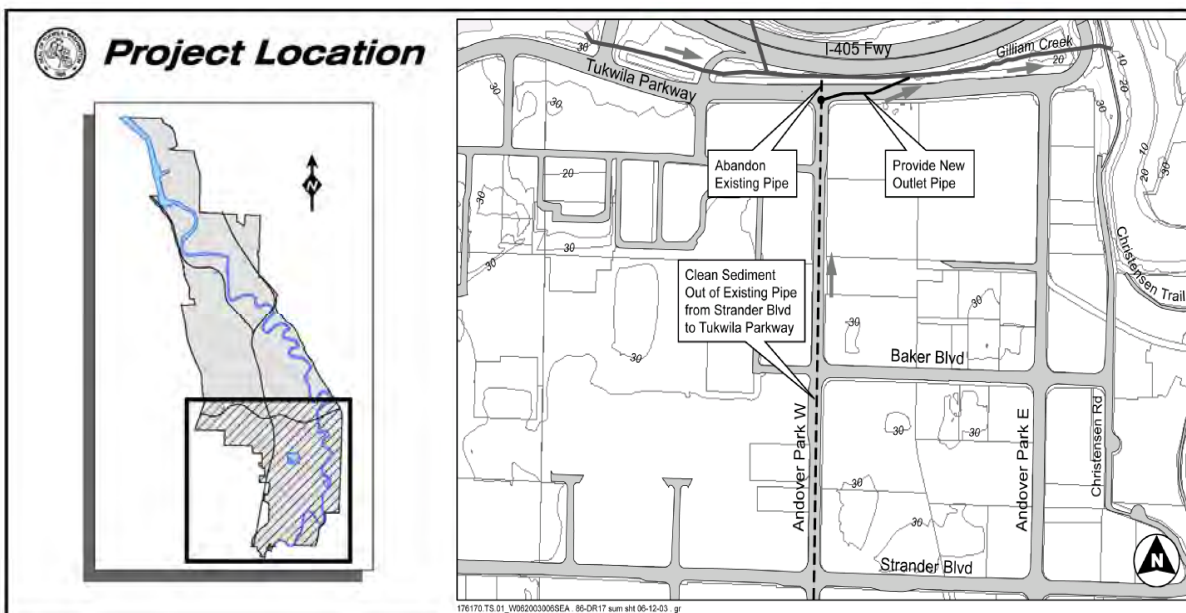 Project Location
N
I-405 Fwy
Gilliam Creek
Tukwila Parkway
30
20
10
20
30
30
30
Abandon
Existing Pipe
Provide New
Outlet Pipe
20
30
30
30
10
20
30
Christensen Trail
Clean Sediment
Out of Existing Pipe
from Strander Blvd
to Tukwila Parkway
30
30
30
Baker Blvd
Andover Park W
Andover Park E
Christensen Rd
30
30
30
30
Strander Blvd
N
176170.TS.01_W062003006SEA . 86-DR17 sum sht 06-12-03 . gr